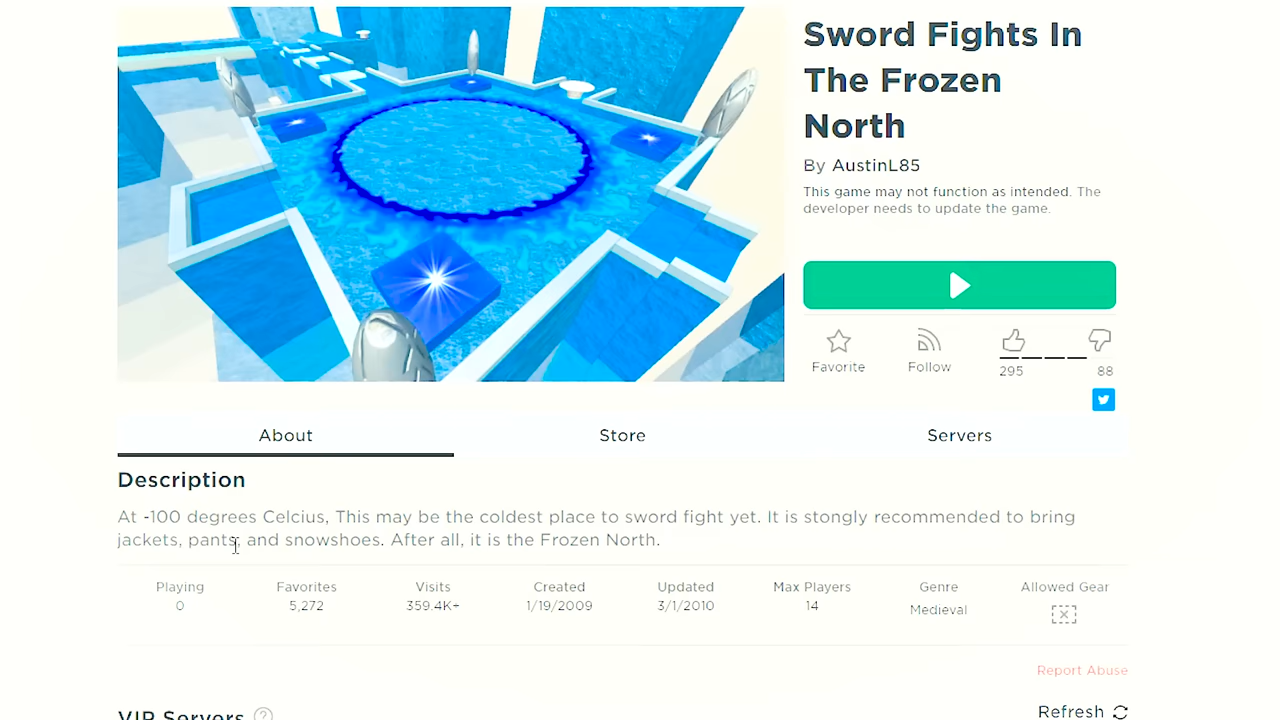 Sword Fights In
The Frozen
North
By AustinL85
This game may not function as intended. The
developer needs to update the game.
Favorite
Follow
295
88
About
Store
Servers
Description
At -100 degrees Celcius, This may be the coldest place to sword fight yet. It is stongly recommended to bring
jackets, pants, and snowshoes. After all, it is the Frozen North.
Playing
Favorites
Visits
Created
Updated
Max Players
Genre
Allowed Gear
0
5,272
359.4K+
1/19/2009
3/1/2010
14
Medieval
Report Abuse
VIP Servers
Refresh